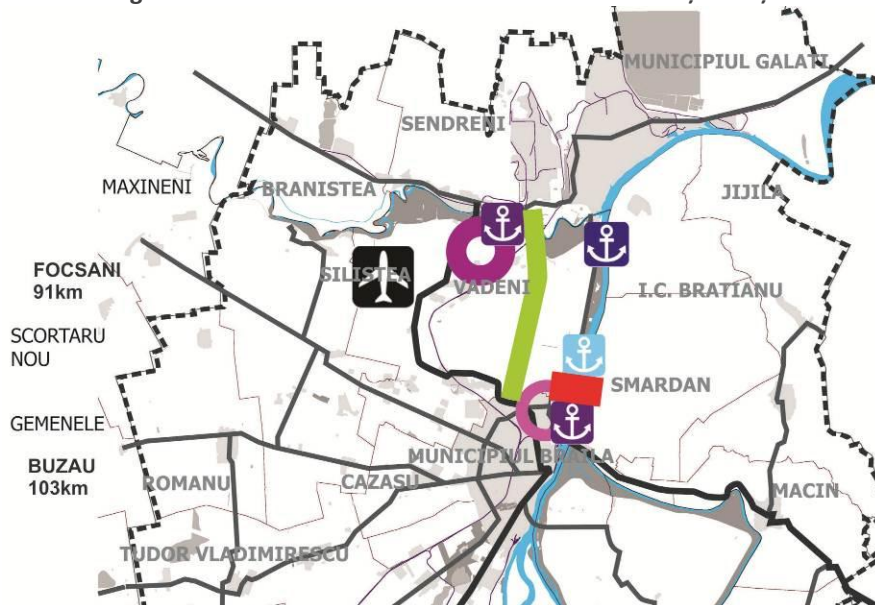 MUNICIPIUL GALATI
SENDRENI
MAXINENI
BRANISTEA
JIJILA
FOCSANI
91km
SILISTEA
VADENI
I.C. BRATIANU
SCORTARU
NOU
SMARDAN
GEMENELE
MUNICIPIUL BRAILA
BUZAU
103km
ROMANU
CAZASU
MACIN
TUDOR VLADIMIRESCU